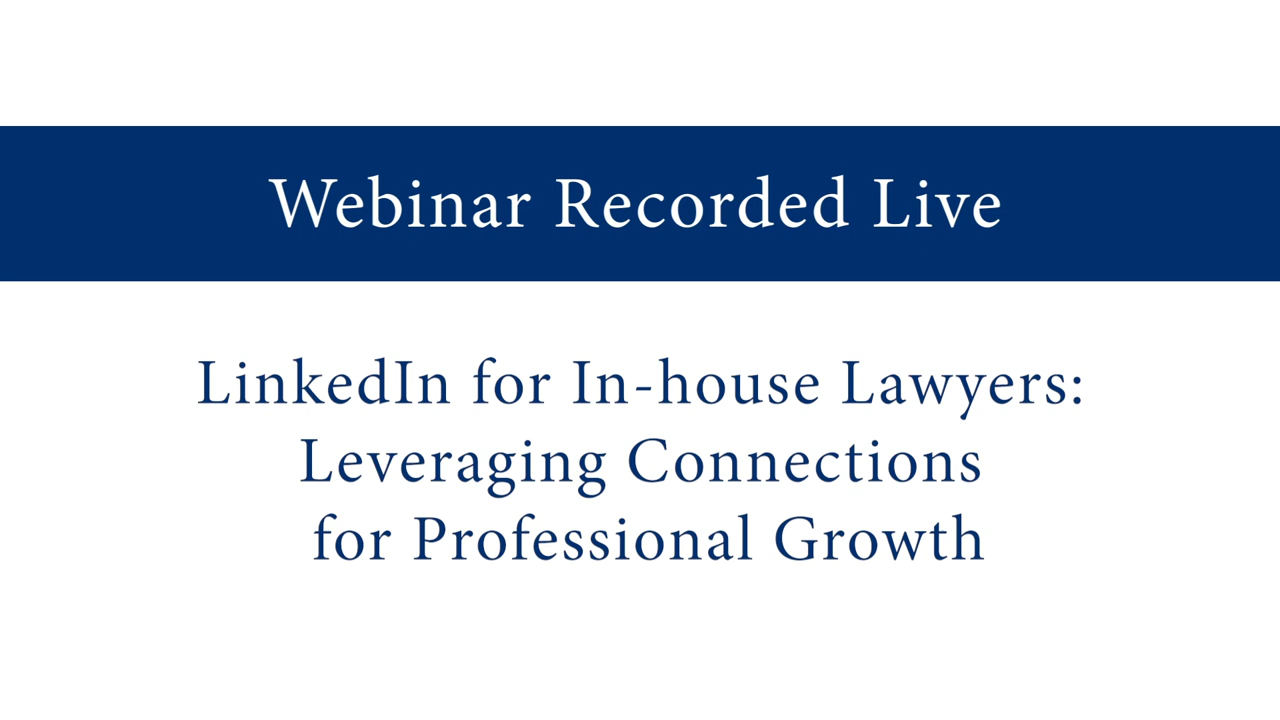 Webinar Recorded Live
LinkedIn for In-house Lawyers:
Leveraging Connections
for Professional Growth